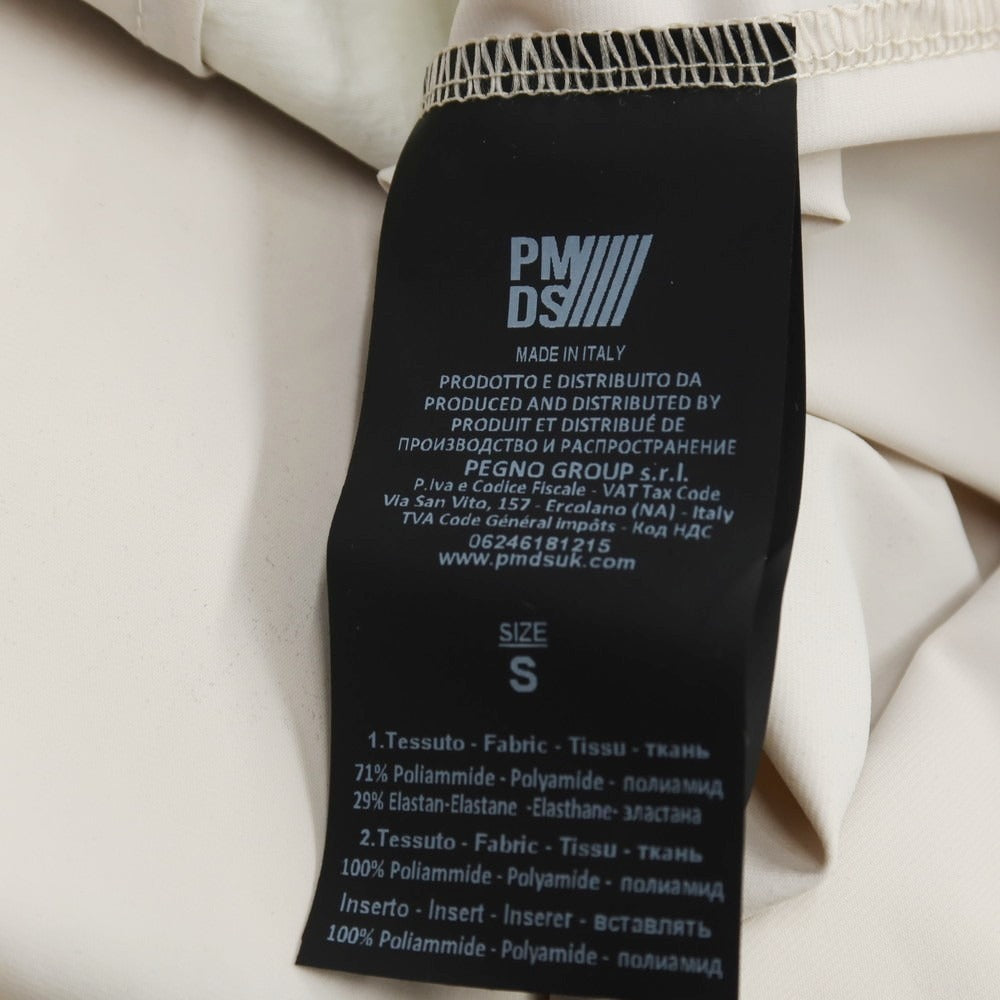 PM
DS
MADE IN ITALY
PRODOTTO E DISTRIBUITO DA
PRODUCED AND DISTRIBUTED BY
PRODUIT ET DISTRIBUÉ DE
ПРОИЗВОДСТВО И РАСПРОСТРАНЕНИЕ
PEGNO GROUP s.r.l.
P.Iva e Codice Fiscale - VAT Tax Code
Via San Vito, 157 - Ercolano (NA) - Italy
TVA Code Général impôts - Код НДС
06246181215
www.pmdsuk.com
SIZE
S
1.Tessuto - Fabric - Tissu - ткань
71% Poliammide - Polyamide - полиамид
29% Elastan-Elastane -Elasthane- эластана
2.Tessuto - Fabric - Tissu - ткань
100% Poliammide - Polyamide - полиамид
Inserto - Insert - Inserer - вставлять
100% Poliammide - Polyamide - полиамид